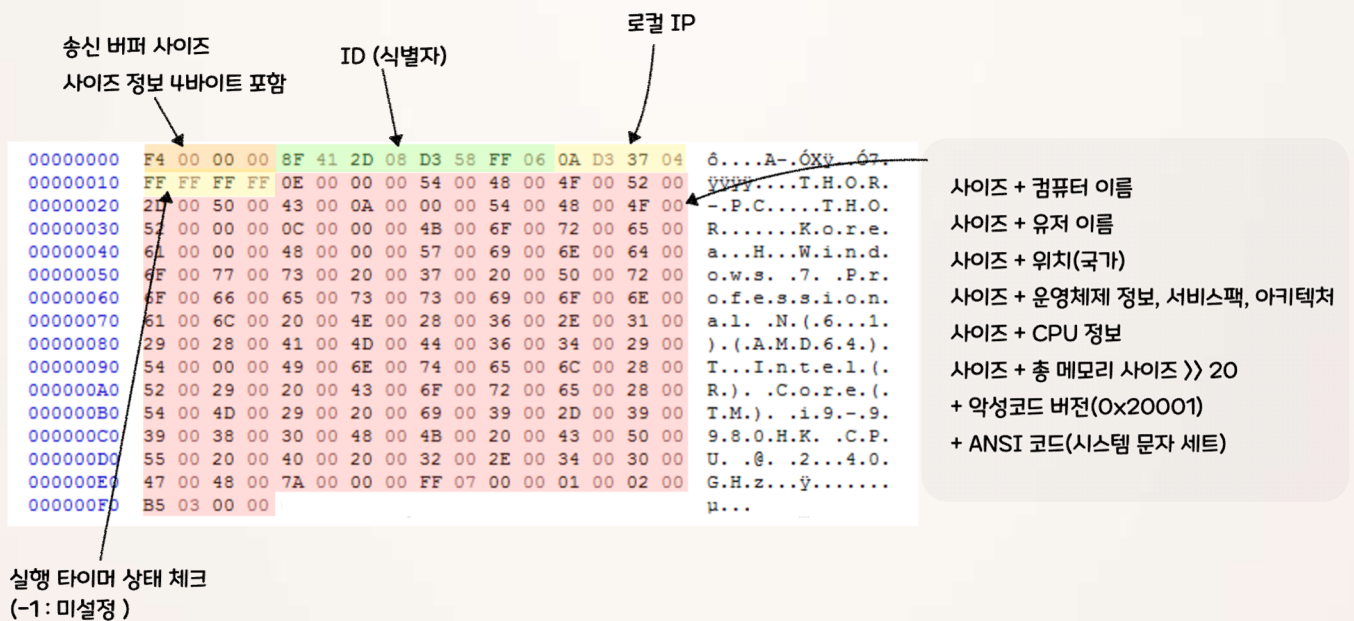 로컬 IP
송신 버퍼 사이즈
사이즈 정보 4바이트 포함
ID (식별자)
00000000 F4 00 00 00 8F 41 2D 08 D3 58 FF 06 0A D3 37 04 ô....A-.ÓXÿ..Ó7.
00000010 FF FF FF FF 0E 00 00 00 54 00 48 00 4F 00 52 00 ÿÿÿÿ....T.H.O.R.
00000020 2D 00 50 00 43 00 0A 00 00 00 54 00 48 00 4F 00 -.P.C.....T.H.O.
00000030 52 00 00 00 0C 00 00 00 4B 00 6F 00 72 00 65 00 R.......K.o.r.e.
00000040 61 00 00 00 48 00 00 00 57 00 69 00 6E 00 64 00 a...H...W.i.n.d.
00000050 6F 00 77 00 73 00 20 00 37 00 20 00 50 00 72 00 o.w.s. .7. .P.r.
00000060 6F 00 66 00 65 00 73 00 73 00 69 00 6F 00 6E 00 o.f.e.s.s.i.o.n.
00000070 61 00 6C 00 20 00 4E 00 28 00 36 00 2E 00 31 00 a.l. .N.(.6...1.
00000080 29 00 28 00 41 00 4D 00 44 00 36 00 34 00 29 00 ).(.A.M.D.6.4.).
00000090 54 00 00 00 49 00 6E 00 74 00 65 00 6C 00 28 00 T...I.n.t.e.l.(.
000000A0 52 00 29 00 20 00 43 00 6F 00 72 00 65 00 28 00 R.). .C.o.r.e.(.
000000B0 54 00 4D 00 29 00 20 00 69 00 39 00 2D 00 39 00 T.M.). .i.9.-.9.
000000C0 39 00 38 00 30 00 48 00 4B 00 20 00 43 00 50 00 9.8.0.H.K. .C.P.
000000D0 55 00 20 00 40 00 20 00 32 00 2E 00 34 00 30 00 U. .@. .2...4.0.
000000E0 47 00 48 00 7A 00 00 00 FF 07 00 00 01 00 02 00 G.H.z...ÿ.......
000000F0 B5 03 00 00 µ...
사이즈 + 컴퓨터 이름
사이즈 + 유저 이름
사이즈 + 위치(국가)
사이즈 + 운영체제 정보, 서비스팩, 아키텍처
사이즈 + CPU 정보
사이즈 + 총 메모리 사이즈 >> 20
+ 악성코드 버전(0x20001)
+ ANSI 코드(시스템 문자 세트)
실행 타이머 상태 체크
(-1 : 미설정 )